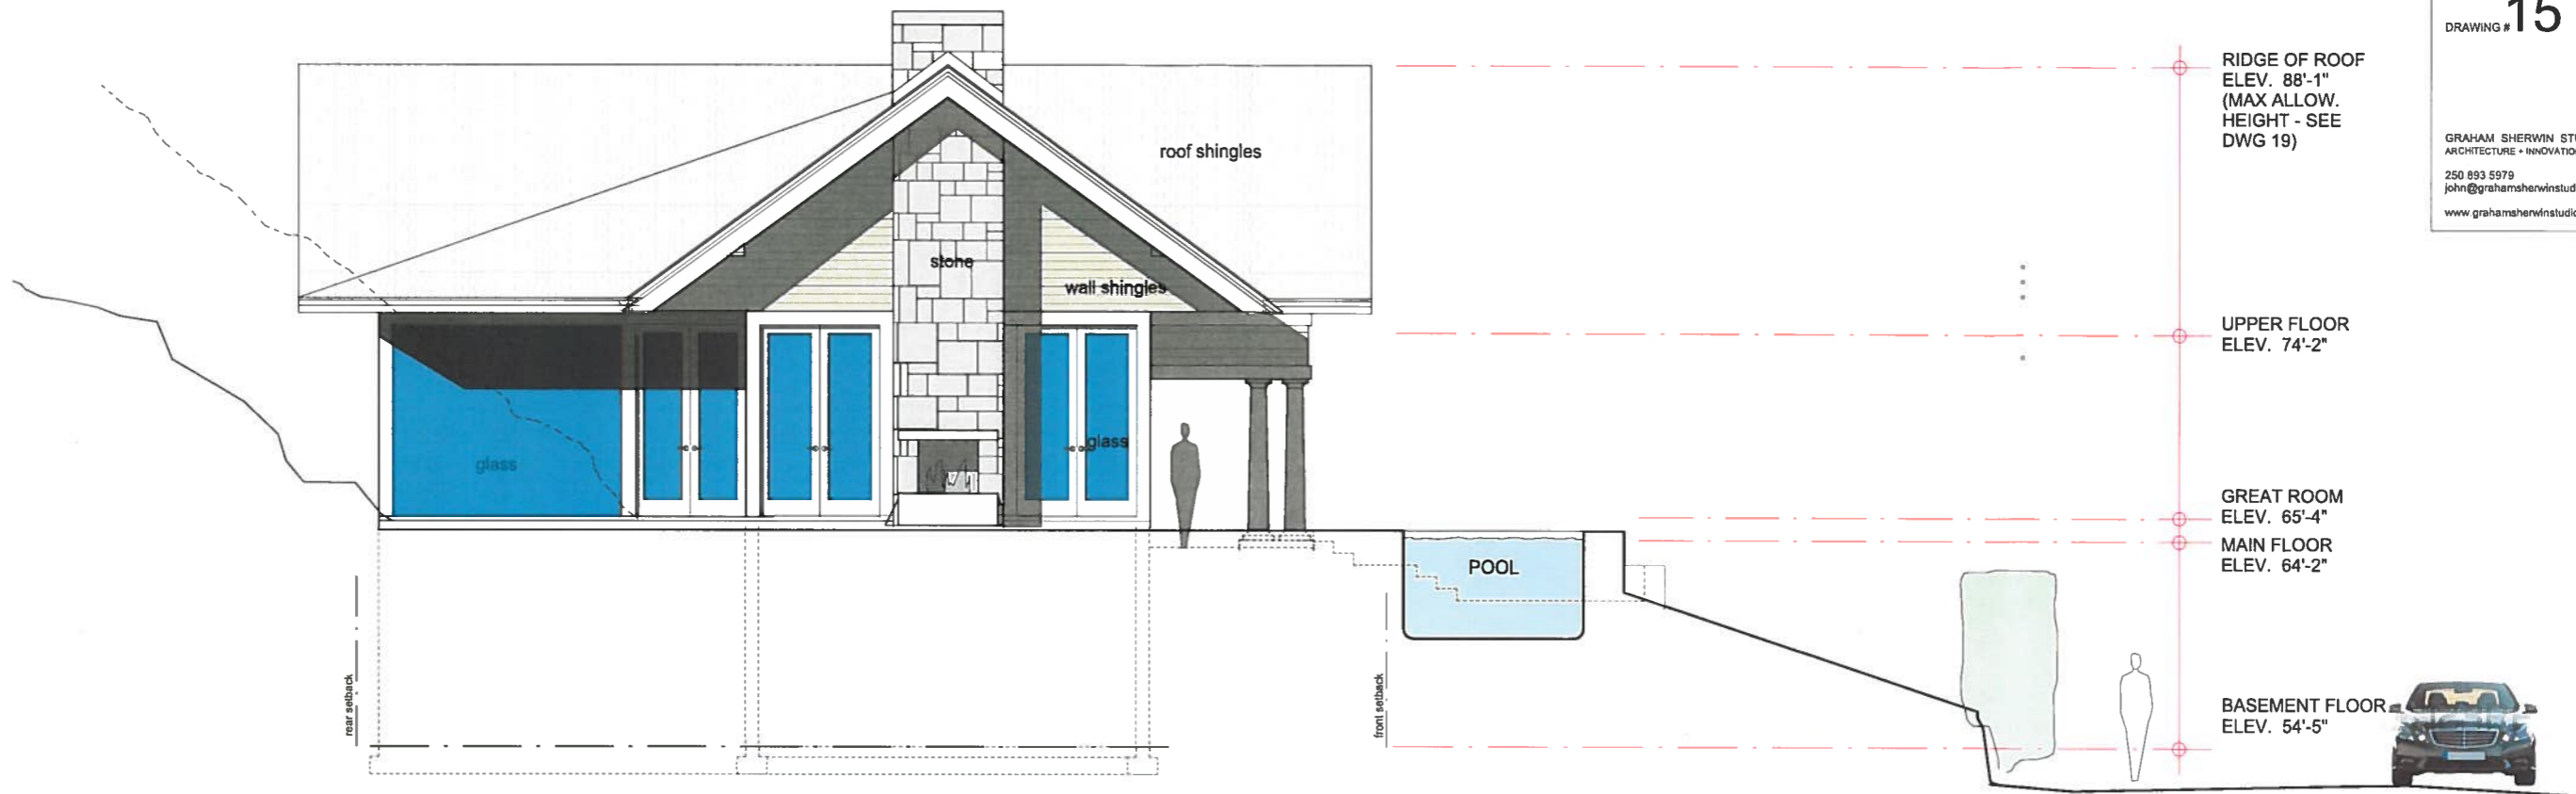 DRAWING # 15
GRAHAM SHERWIN
ARCHITECTURE + INNOVATION
250 893 5979
RIDGE OF ROOF
ELEV. 88'-1"
(MAX ALLOW.
HEIGHT - SEE
DWG 19)
roof shingles
stone
wall shingles
UPPER FLOOR
ELEV. 74'-2"
glass
glass
GREAT ROOM
ELEV. 65'-4"
MAIN FLOOR
ELEV. 64'-2"
POOL
rear setback
front setback
BASEMENT FLOOR
ELEV. 54'-5"